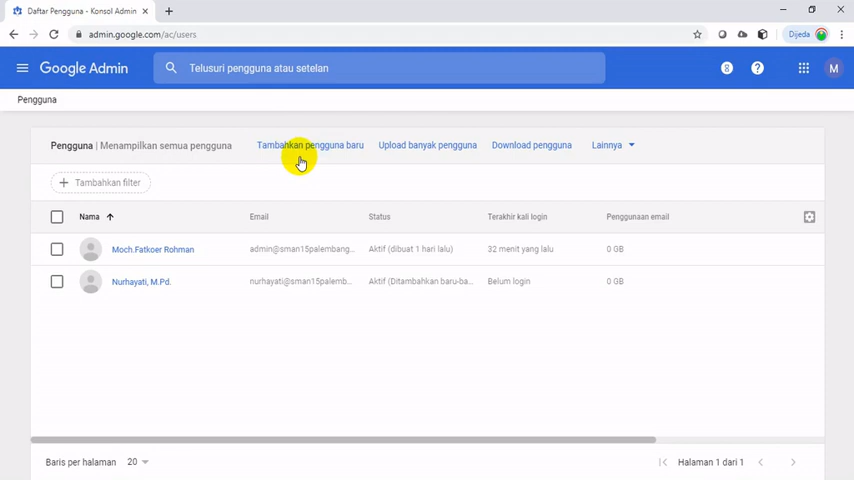 Daftar Pengguna - Konsol Admin
admin.google.com/ac/users
Dijeda
Google Admin
Telusuri pengguna atau setelan
8
?
M
Pengguna
Pengguna | Menampilkan semua pengguna
Tambahkan pengguna baru
Upload banyak pengguna
Download pengguna
Lainnya
Tambahkan filter
Nama
Email
Status
Terakhir kali login
Penggunaan email
Moch.Fatkoer Rohman
admin@sman15palembang...
Aktif (dibuat 1 hari lalu)
32 menit yang lalu
0 GB
Nurhayati, M.Pd.
nurhayati@sman15palemb...
Aktif (Ditambahkan baru-ba...
Belum login
0 GB
Baris per halaman
20
Halaman 1 dari 1